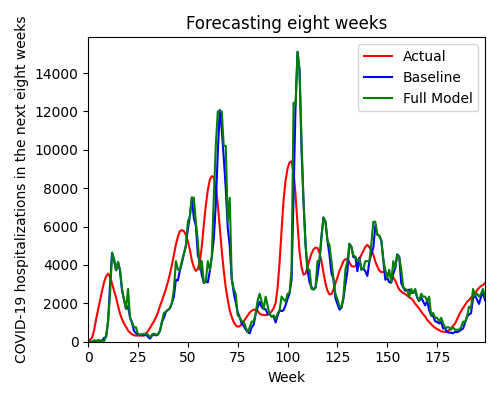 Forecasting eight weeks
COVID-19 hospitalizations in the next eight weeks
14000
12000
10000
8000
6000
4000
2000
0
Actual
Baseline
Full Model
0 25 50 75 100 125 150 175
Week